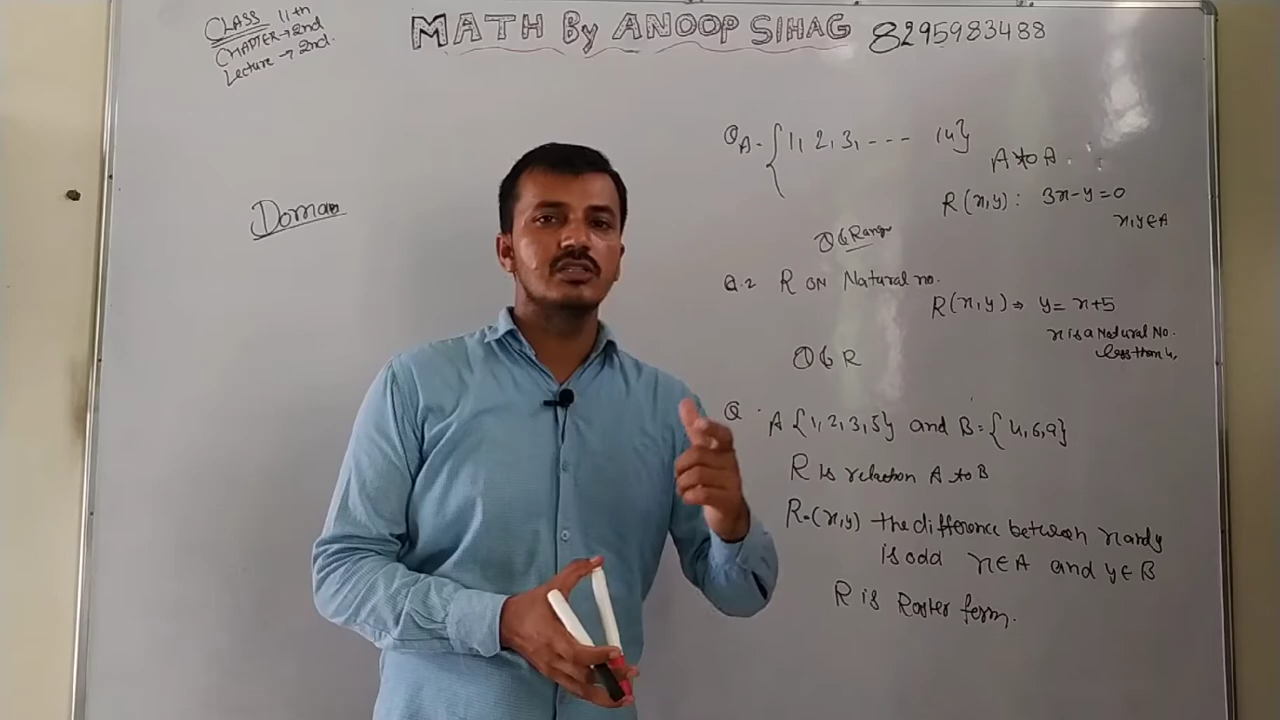 CLASS 11th
CHAPTER → 2nd
Lecture → 2nd.
MATH By ANOOP SIHAG 8295983488
Domain
Q A = {1, 2, 3, --- 14}
A to A.
R(x,y): 3x-y=0
x,y∈A
D & Range
Q.2 R ON Natural no.
R(x,y) ⇒ y = x+5
x is a Natural No.
less than 4,
D & R
Q. A {1, 2, 3, 5} and B = {4, 6, 9}
R is relation A to B
R = (x,y) the difference between x and y
is odd x∈A and y∈B
R is Roster form.